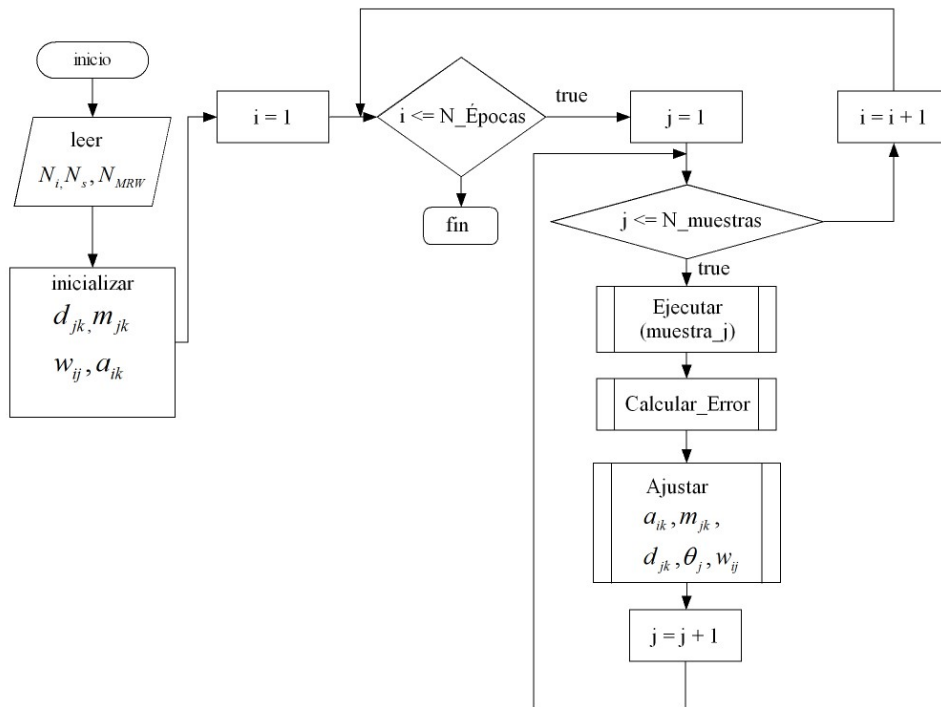 inicio
leer
N_i, N_s, N_MRW
inicializar
d_jk, m_jk
w_ij, a_ik
i = 1
i <= N_Épocas
true
fin
j = 1
i = i + 1
j <= N_muestras
true
Ejecutar
(muestra_j)
Calcular_Error
Ajustar
a_ik, m_jk,
d_jk, θ_j, w_ij
j = j + 1